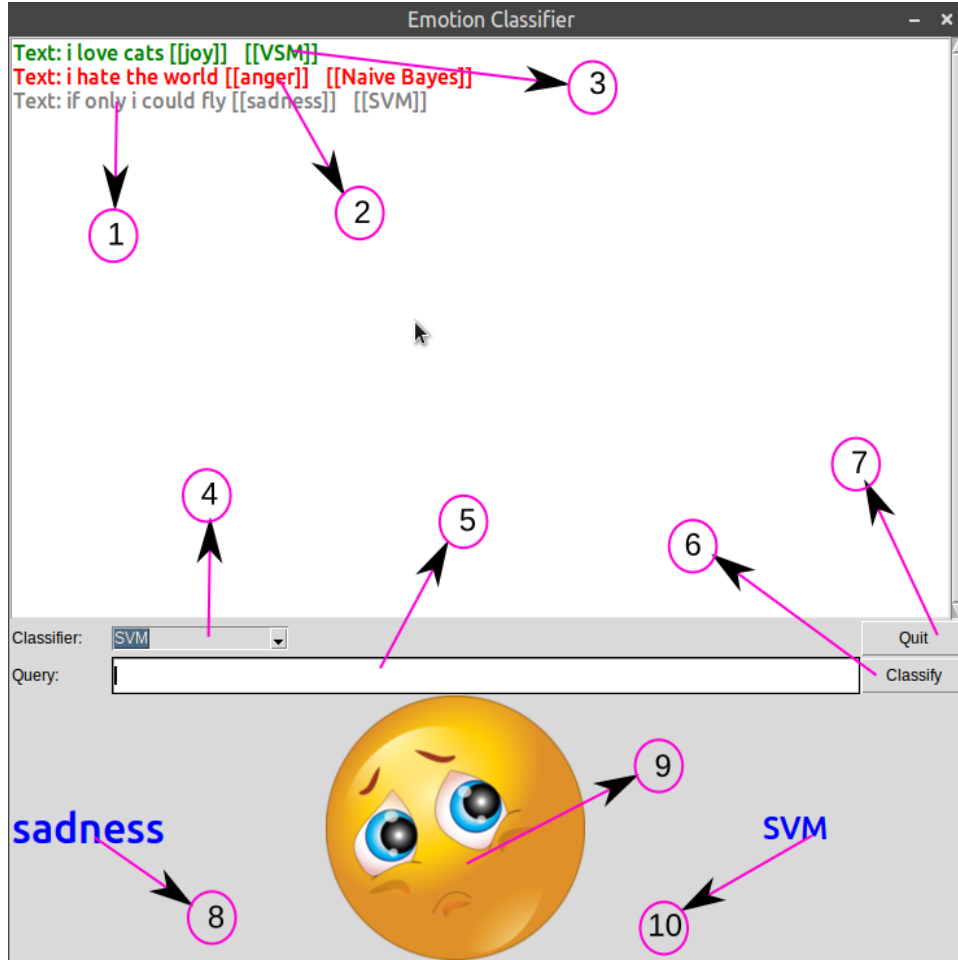 Emotion Classifier
Text: i love cats [[joy]] [[VSM]]
Text: i hate the world [[anger]] [[Naive Bayes]]
Text: if only i could fly [[sadness]] [[SVM]]
3
2
1
7
4
5
6
Classifier: SVM Quit
Query: Classify
9
sadness SVM
8
10